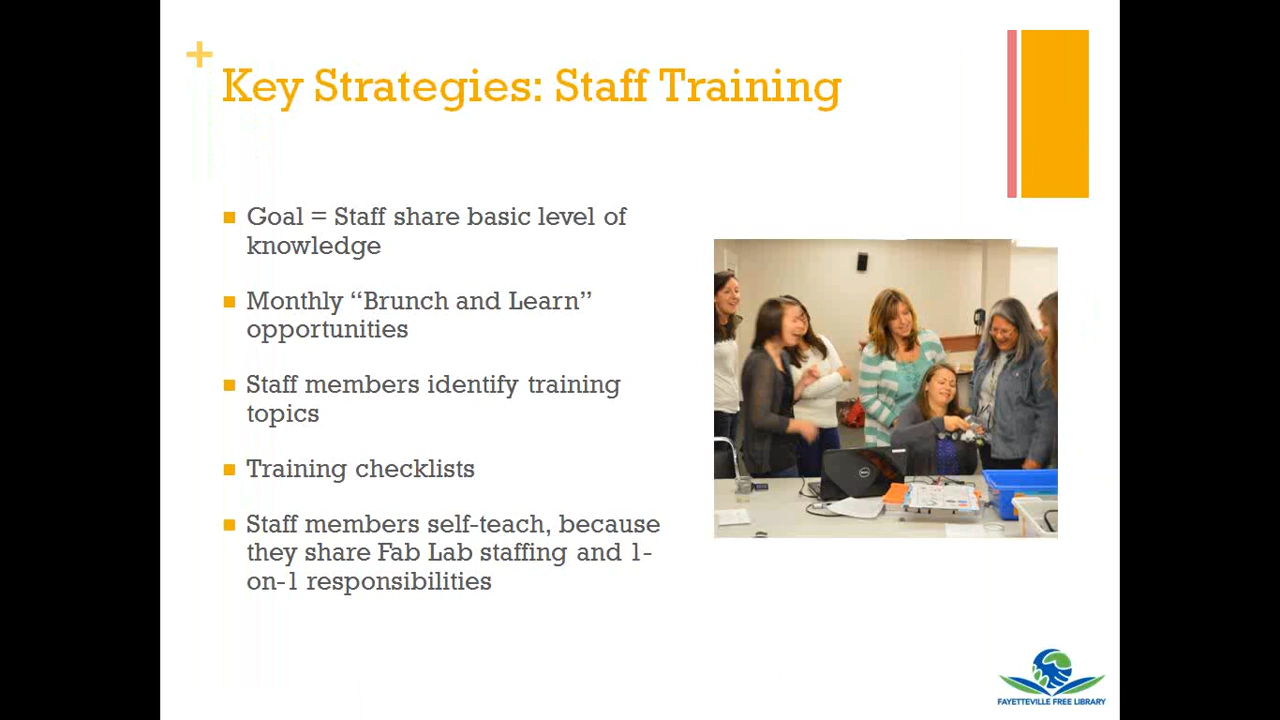 +
Key Strategies: Staff Training
Goal = Staff share basic level of
knowledge
Monthly “Brunch and Learn”
opportunities
Staff members identify training
topics
Training checklists
Staff members self-teach, because
they share Fab Lab staffing and 1-
on-1 responsibilities
DELL
FAYETTEVILLE FREE LIBRARY